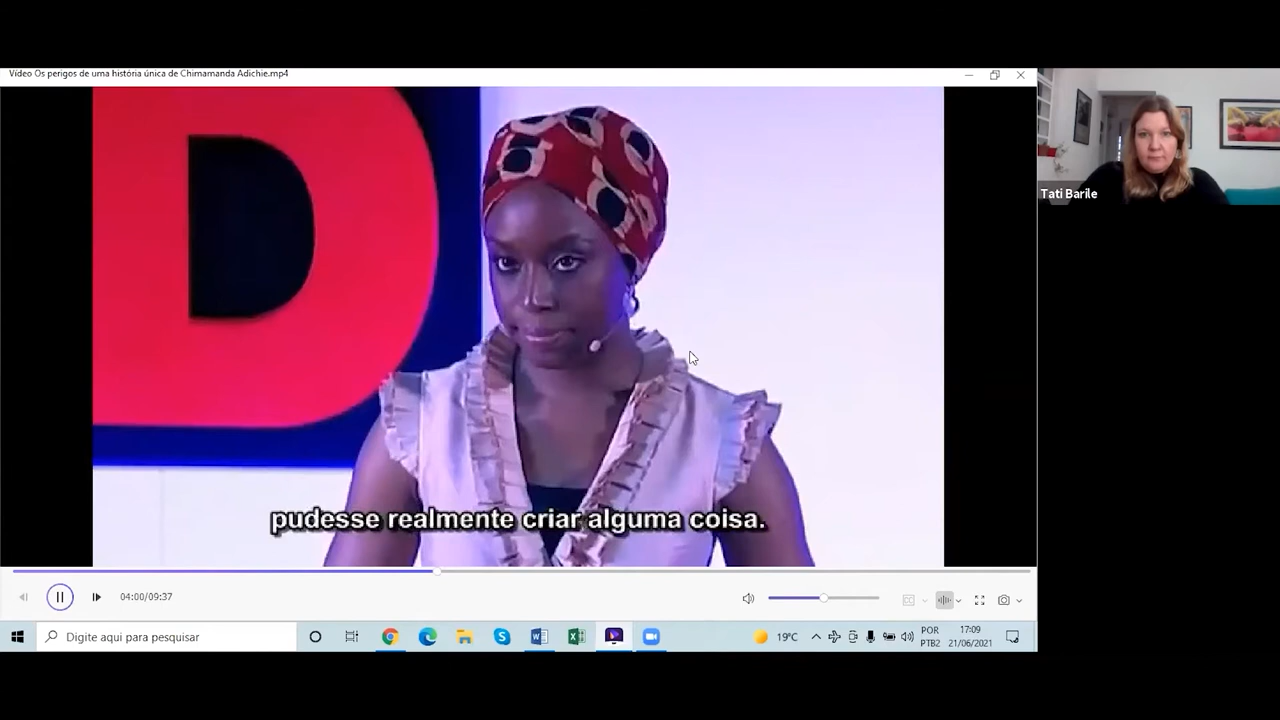 Vídeo Os perigos de uma história única de Chimamanda Adichie.mp4
Tati Barile
D
pudesse realmente criar alguma coisa.
04:00/09:37
CC
Digite aqui para pesquisar
19°C
POR
PTB2
17:09
21/06/2021